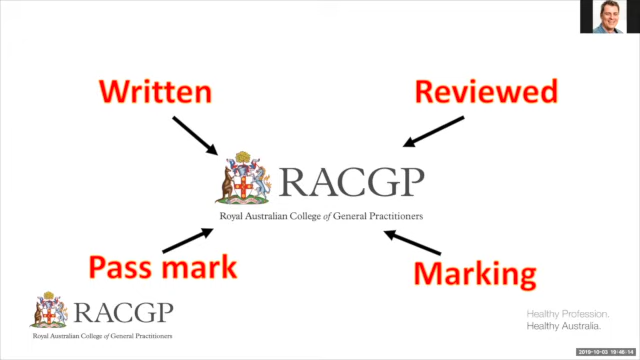 Written
Reviewed
RACGP
Royal Australian College of General Practitioners
Pass mark
Marking
RACGP
Royal Australian College of General Practitioners
Healthy Profession.
Healthy Australia.
2019-10-03 19:46:14